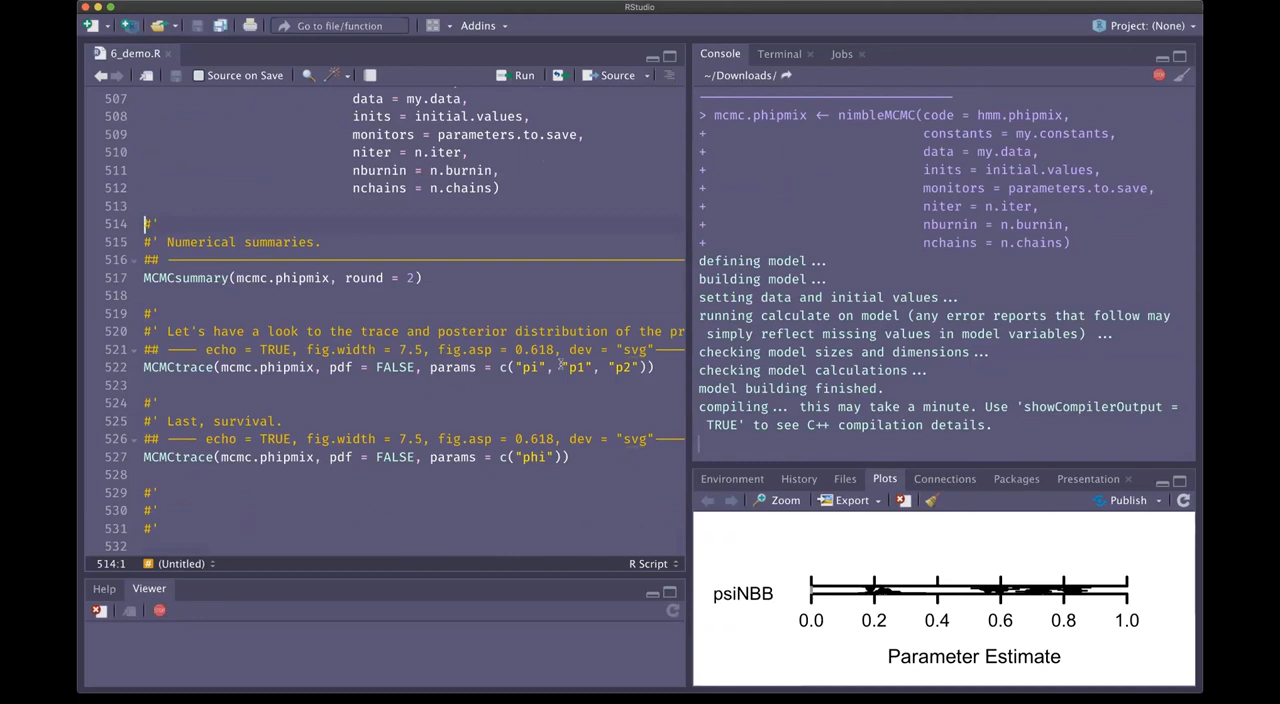 RStudio
Go to file/function
Addins
Project: (None)
6_demo.R
Source on Save
Run
Source
507 data = my.data,
508 inits = initial.values,
509 monitors = parameters.to.save,
510 niter = n.iter,
511 nburnin = n.burnin,
512 nchains = n.chains)
513
514 #'
515 #' Numerical summaries.
516 ## ────────────────
517 MCMCsummary(mcmc.phipmix, round = 2)
518
519 #'
520 #' Let's have a look to the trace and posterior distribution of the pr
521 ## ──── echo = TRUE, fig.width = 7.5, fig.asp = 0.618, dev = "svg"────
522 MCMCtrace(mcmc.phipmix, pdf = FALSE, params = c("pi", "p1", "p2"))
523
524 #'
525 #' Last, survival.
526 ## ──── echo = TRUE, fig.width = 7.5, fig.asp = 0.618, dev = "svg"────
527 MCMCtrace(mcmc.phipmix, pdf = FALSE, params = c("phi"))
528
529 #'
530 #'
531 #'
532
514:1 # (Untitled) R Script
Help Viewer
Console Terminal Jobs
~/Downloads/
> mcmc.phipmix <- nimbleMCMC(code = hmm.phipmix,
+ constants = my.constants,
+ data = my.data,
+ inits = initial.values,
+ monitors = parameters.to.save,
+ niter = n.iter,
+ nburnin = n.burnin,
+ nchains = n.chains)
defining model...
building model...
setting data and initial values...
running calculate on model (any error reports that follow may
simply reflect missing values in model variables) ...
checking model sizes and dimensions...
checking model calculations...
model building finished.
compiling... this may take a minute. Use 'showCompilerOutput =
TRUE' to see C++ compilation details.
Environment History Files Plots Connections Packages Presentation
Zoom Export Publish
psiNBB
0.0 0.2 0.4 0.6 0.8 1.0
Parameter Estimate